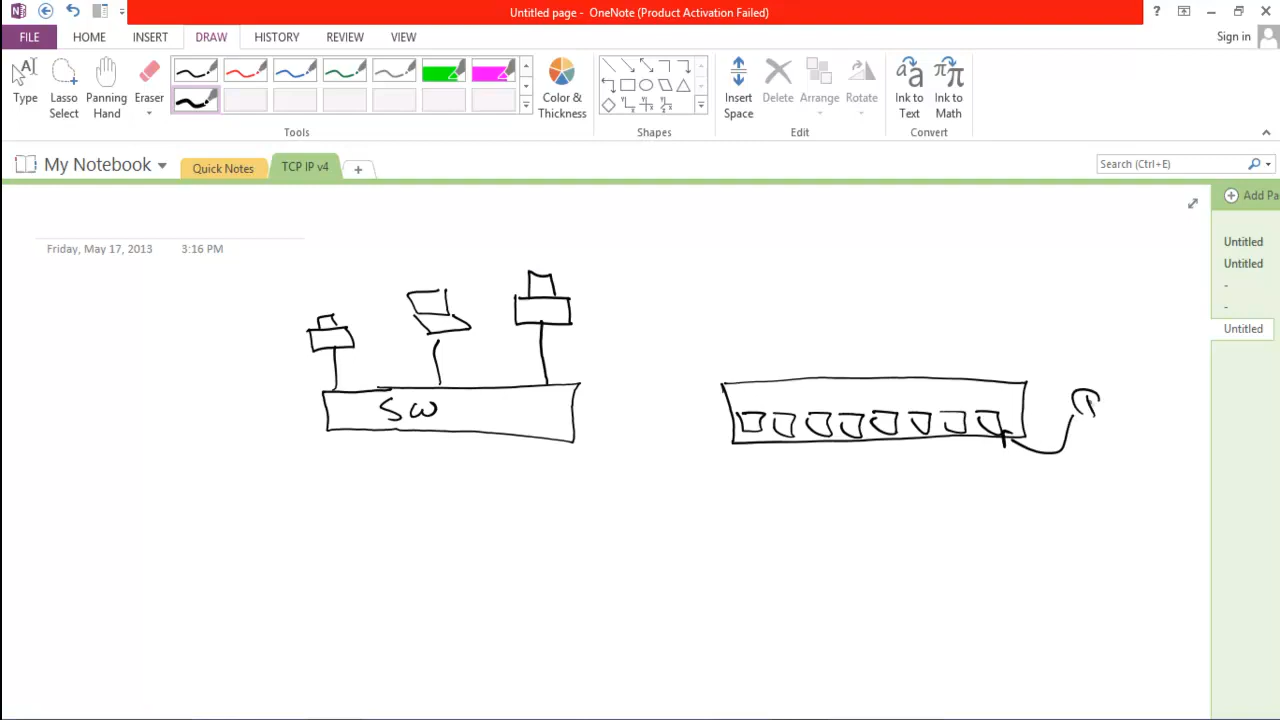 Untitled page - OneNote (Product Activation Failed)
FILE HOME INSERT DRAW HISTORY REVIEW VIEW
Sign in
Type
Lasso Select
Panning Hand
Eraser
Color & Thickness
Insert Space
Delete
Arrange
Rotate
Ink to Text
Ink to Math
Tools
Shapes
Edit
Convert
My Notebook
Quick Notes
TCP IP v4
Search (Ctrl+E)
Add Pa
Friday, May 17, 2013 3:16 PM
Untitled
Untitled
-
-
Untitled
SW